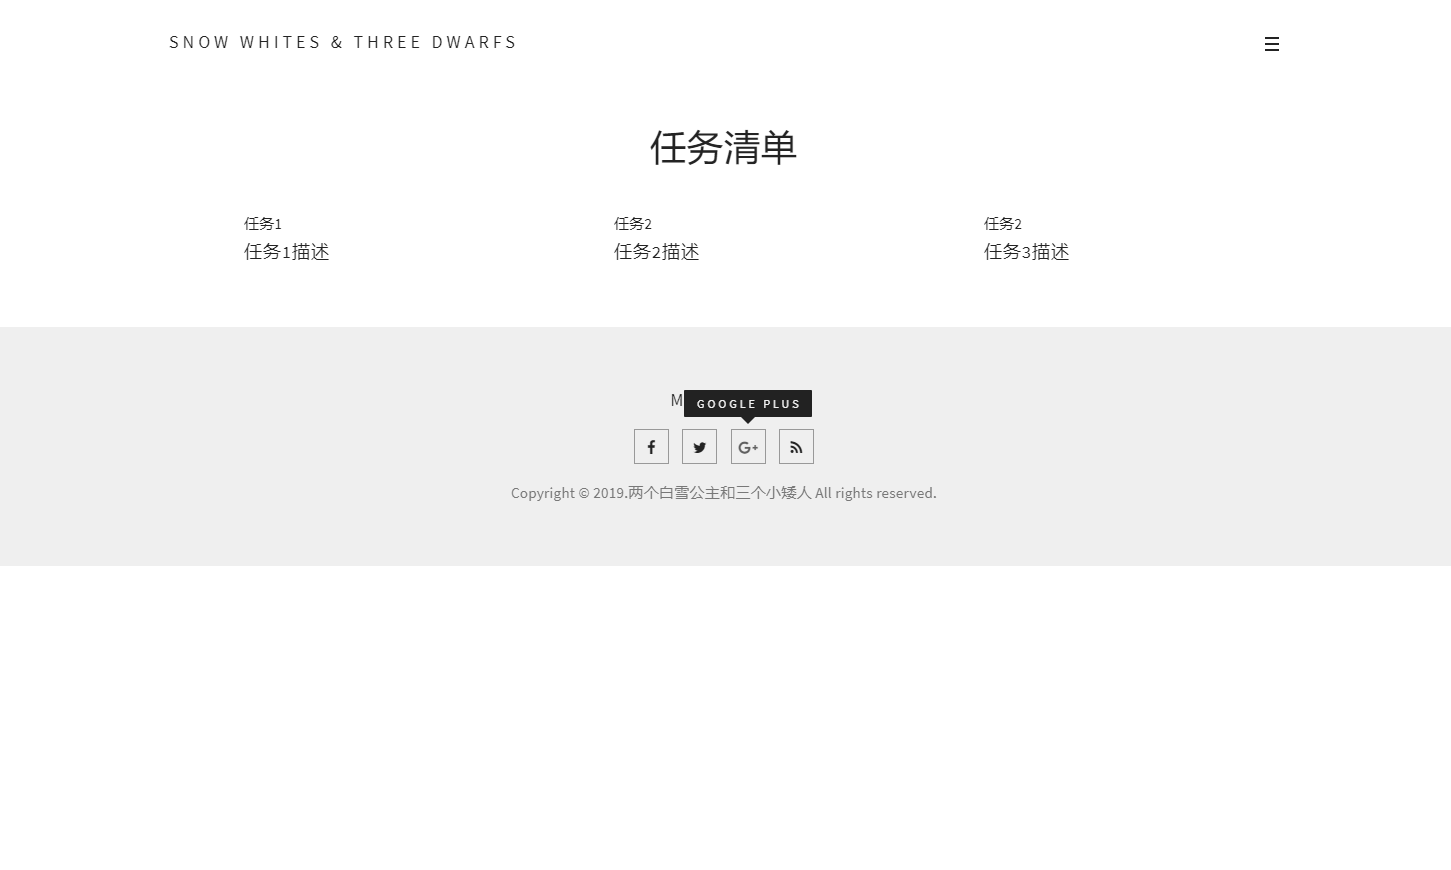 SNOW WHITES & THREE DWARFS
任务清单
任务1
任务1描述
任务2
任务2描述
任务2
任务3描述
M
GOOGLE PLUS
Copyright © 2019.两个白雪公主和三个小矮人 All rights reserved.